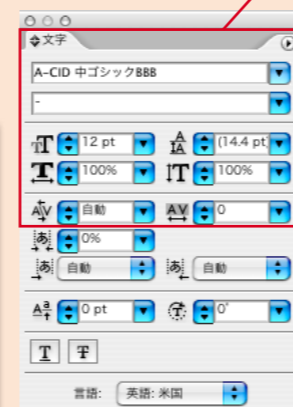 文字
A-CID 中ゴシックBBB
-
12 pt (14.4 pt)
100% 100%
自動 0
0%
自動 自動
0 pt 0°
言語: 英語: 米国